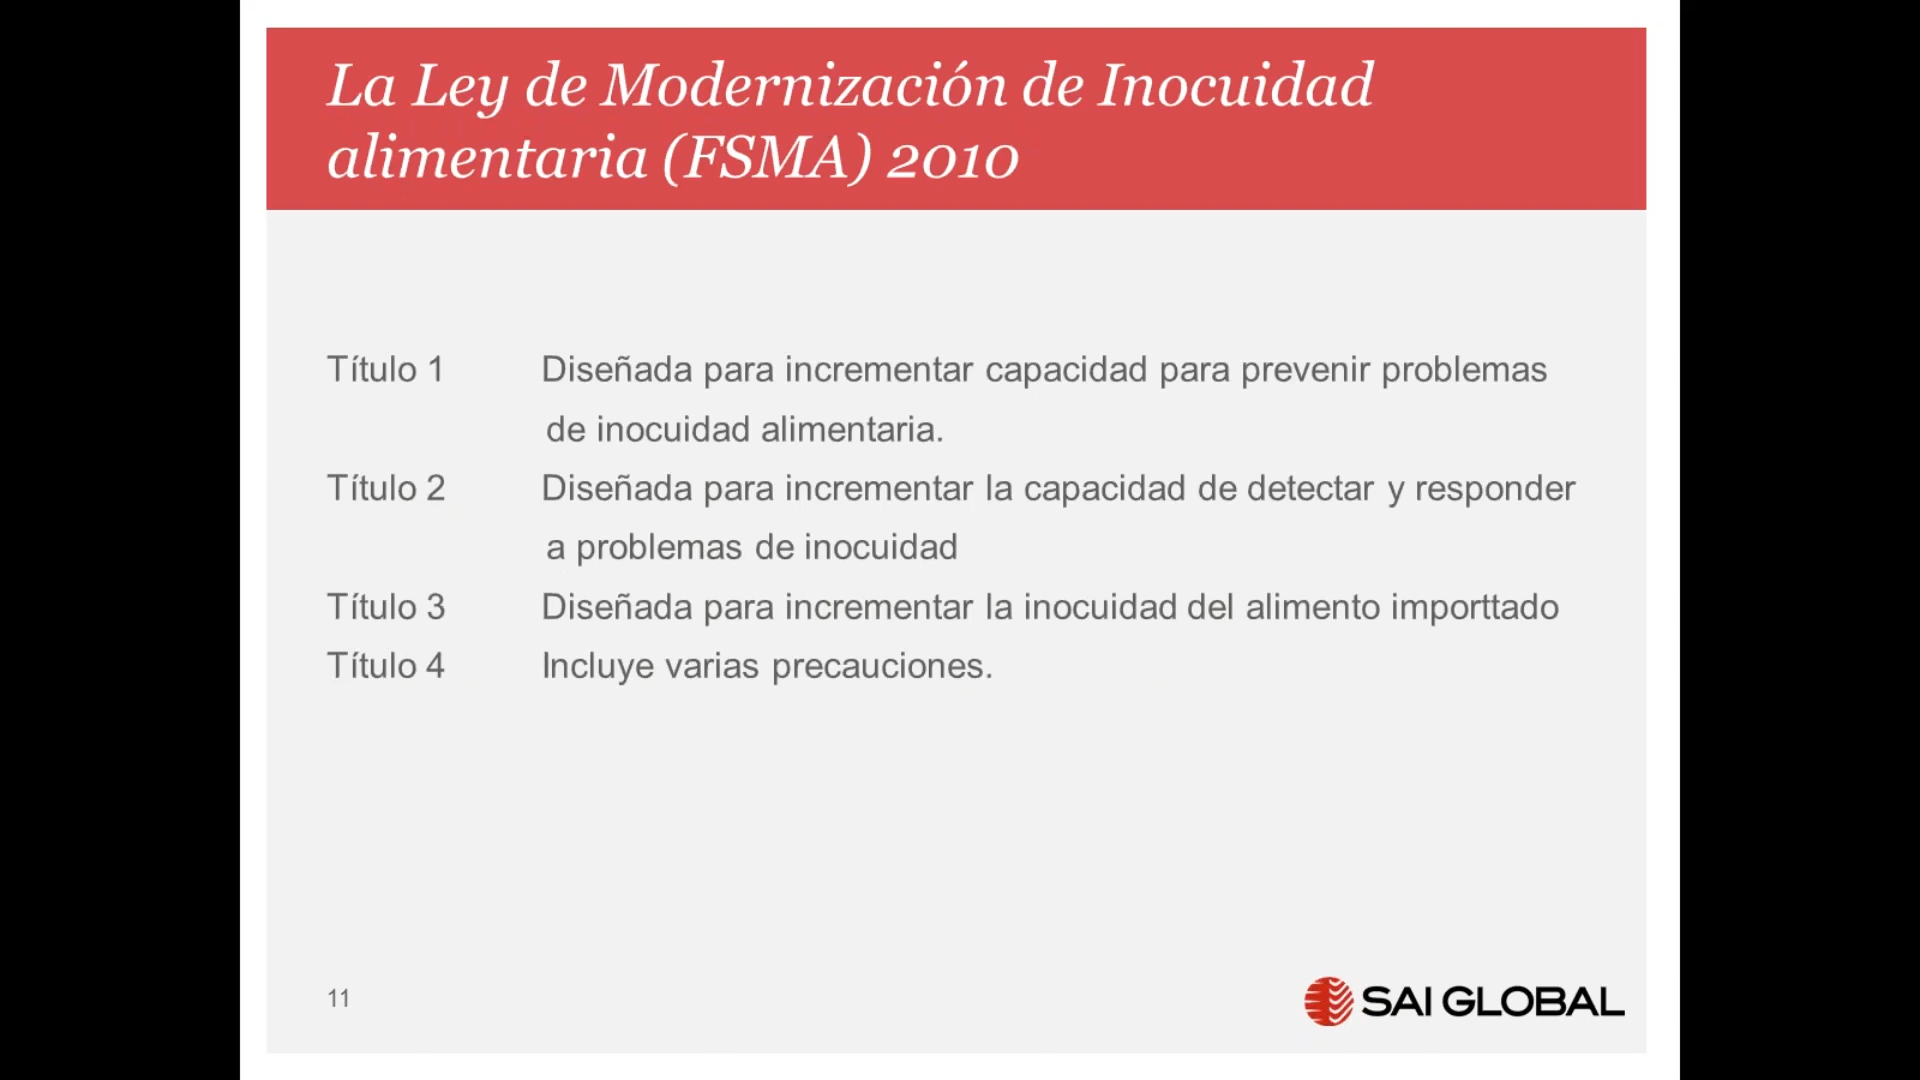 La Ley de Modernización de Inocuidad
alimentaria (FSMA) 2010
Título 1 Diseñada para incrementar capacidad para prevenir problemas
de inocuidad alimentaria.
Título 2 Diseñada para incrementar la capacidad de detectar y responder
a problemas de inocuidad
Título 3 Diseñada para incrementar la inocuidad del alimento importtado
Título 4 Incluye varias precauciones.
11
SAI GLOBAL